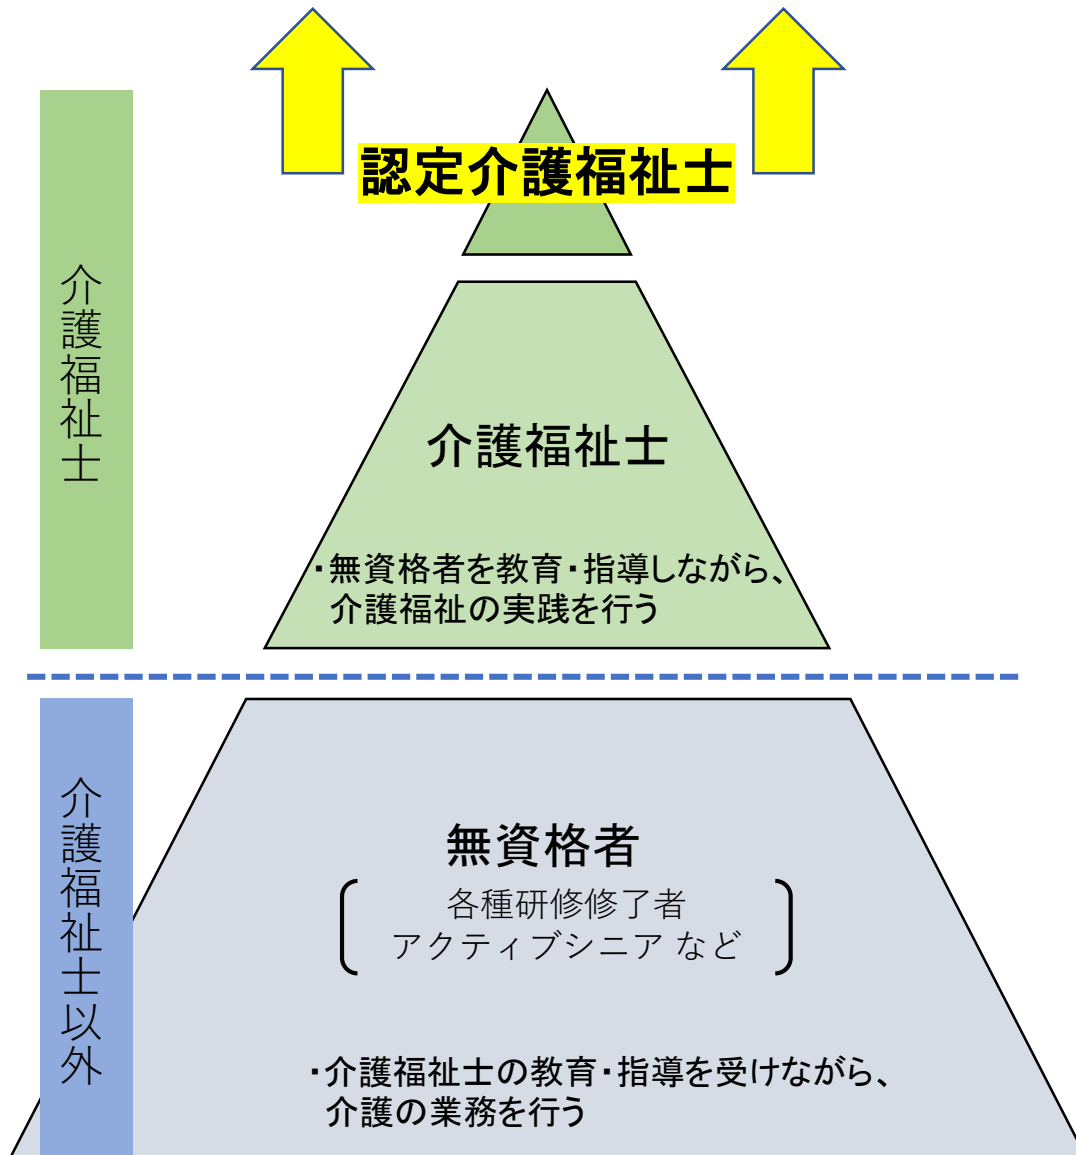 認定介護福祉士
介護福祉士
介護福祉士
・無資格者を教育・指導しながら、
介護福祉の実践を行う
介護福祉士以外
無資格者
各種研修修了者
アクティブシニア など
・介護福祉士の教育・指導を受けながら、
介護の業務を行う